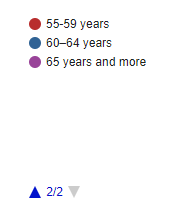 55-59 years
60–64 years
65 years and more
2/2